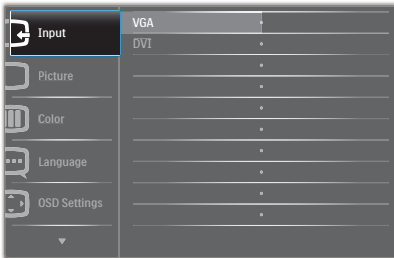 Input
VGA
DVI
Picture
Color
Language
OSD Settings